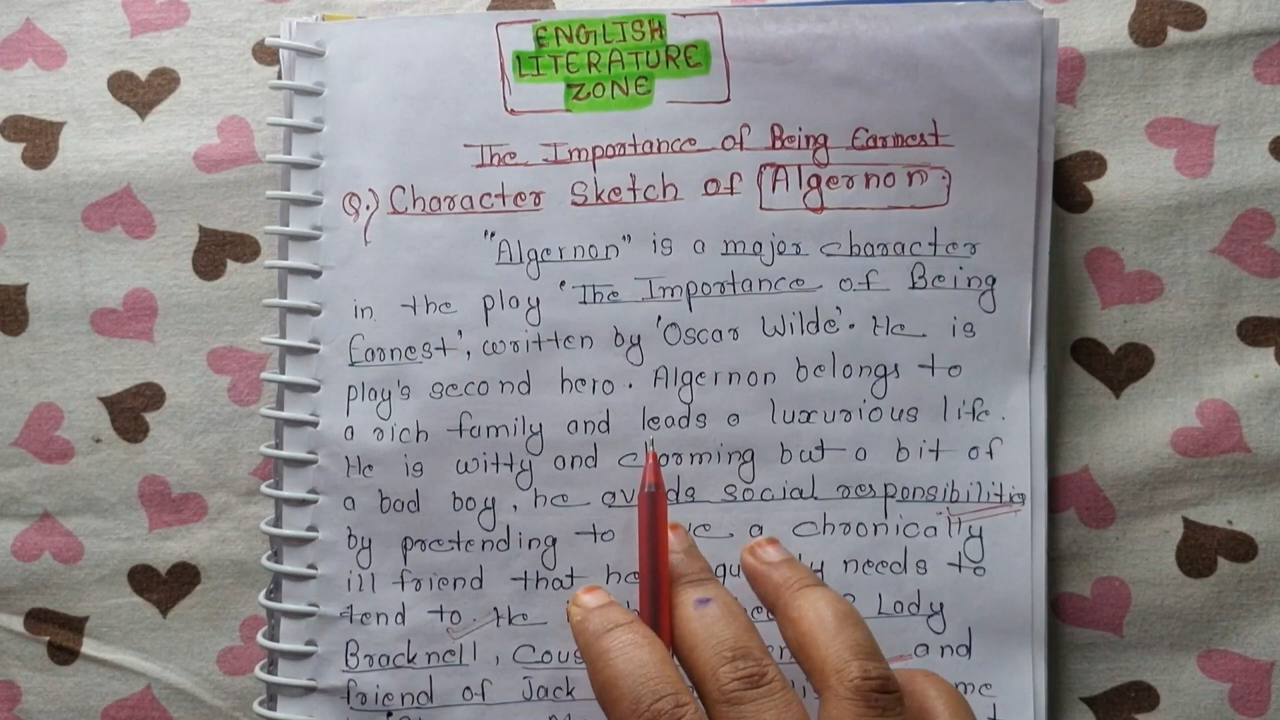 ENGLISH
LITERATURE
ZONE
The Importance of Being Earnest
Q.) Character Sketch of Algernon.
"Algernon" is a major character
in the play 'The Importance of Being
Earnest', written by 'Oscar Wilde'. He is
play's second hero. Algernon belongs to
a rich family and leads a luxurious life.
He is witty and charming but a bit of
a bad boy, he avoids social responsibilitis
by pretending to a chronically
ill friend that he needs to
tend to. He Lady
Bracknell, and
friend of Jack